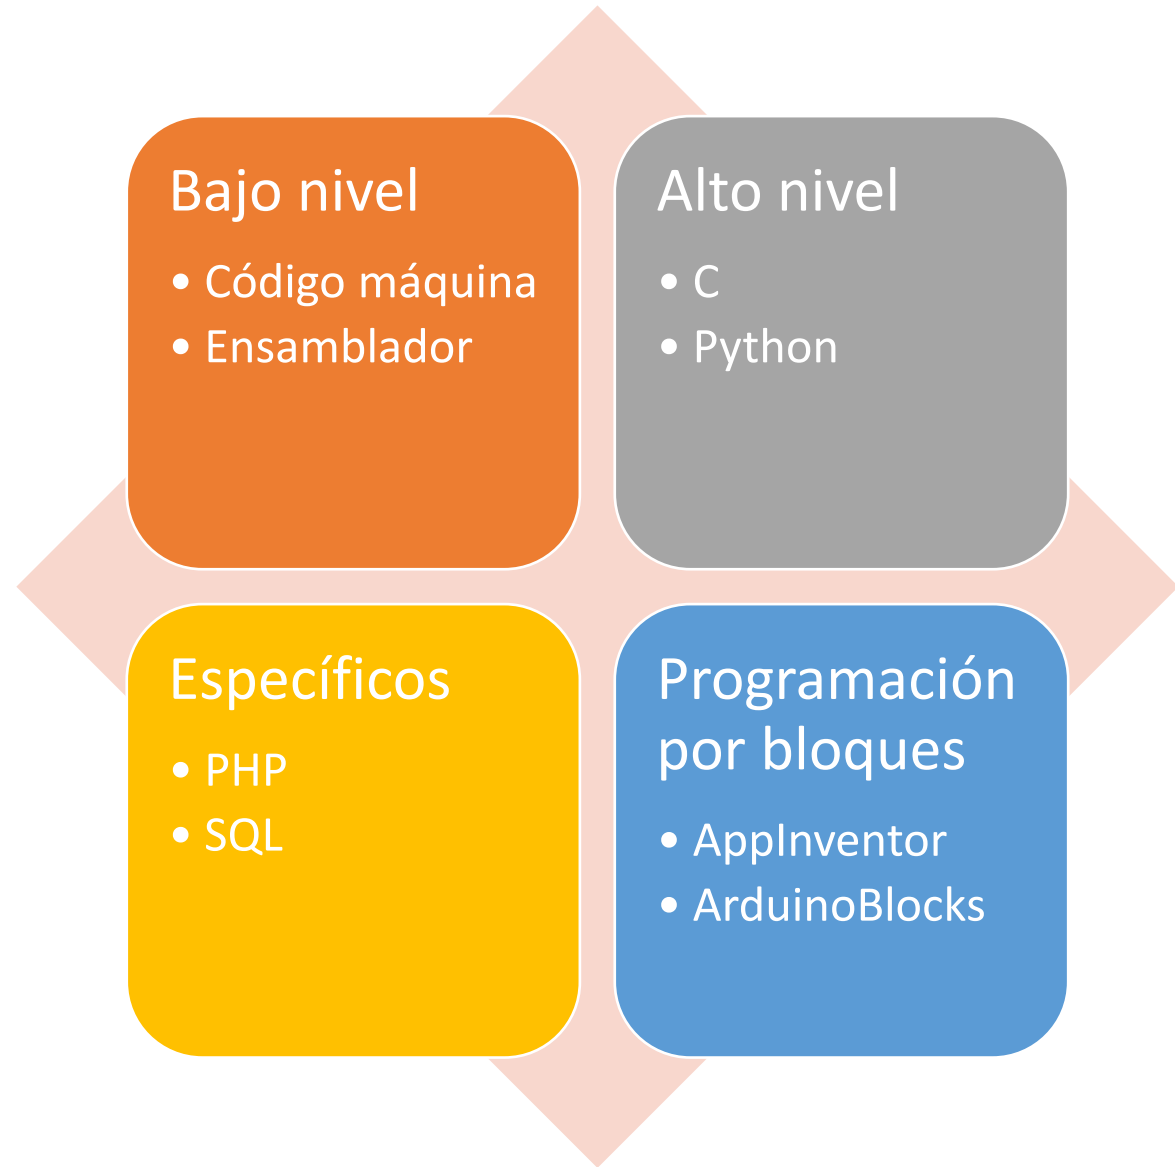 Bajo nivel
• Código máquina
• Ensamblador
Alto nivel
• C
• Python
Específicos
• PHP
• SQL
Programación
por bloques
• AppInventor
• ArduinoBlocks